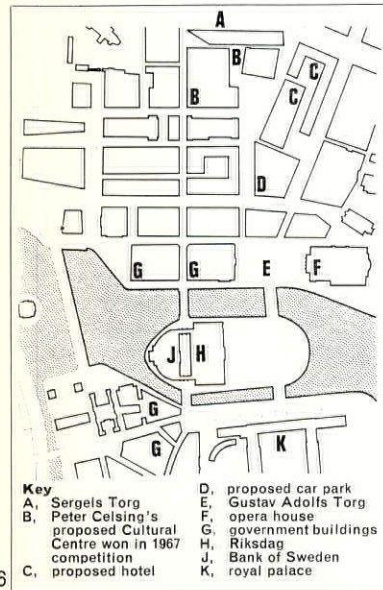 A
B
C
B
C
D
G
G
E
F
J
H
G
G
K
Key
A, Sergels Torg
B, Peter Celsing's
proposed Cultural
Centre won in 1967
competition
C, proposed hotel
D, proposed car park
E, Gustav Adolfs Torg
F, opera house
G, government buildings
H, Riksdag
J, Bank of Sweden
K, royal palace
6